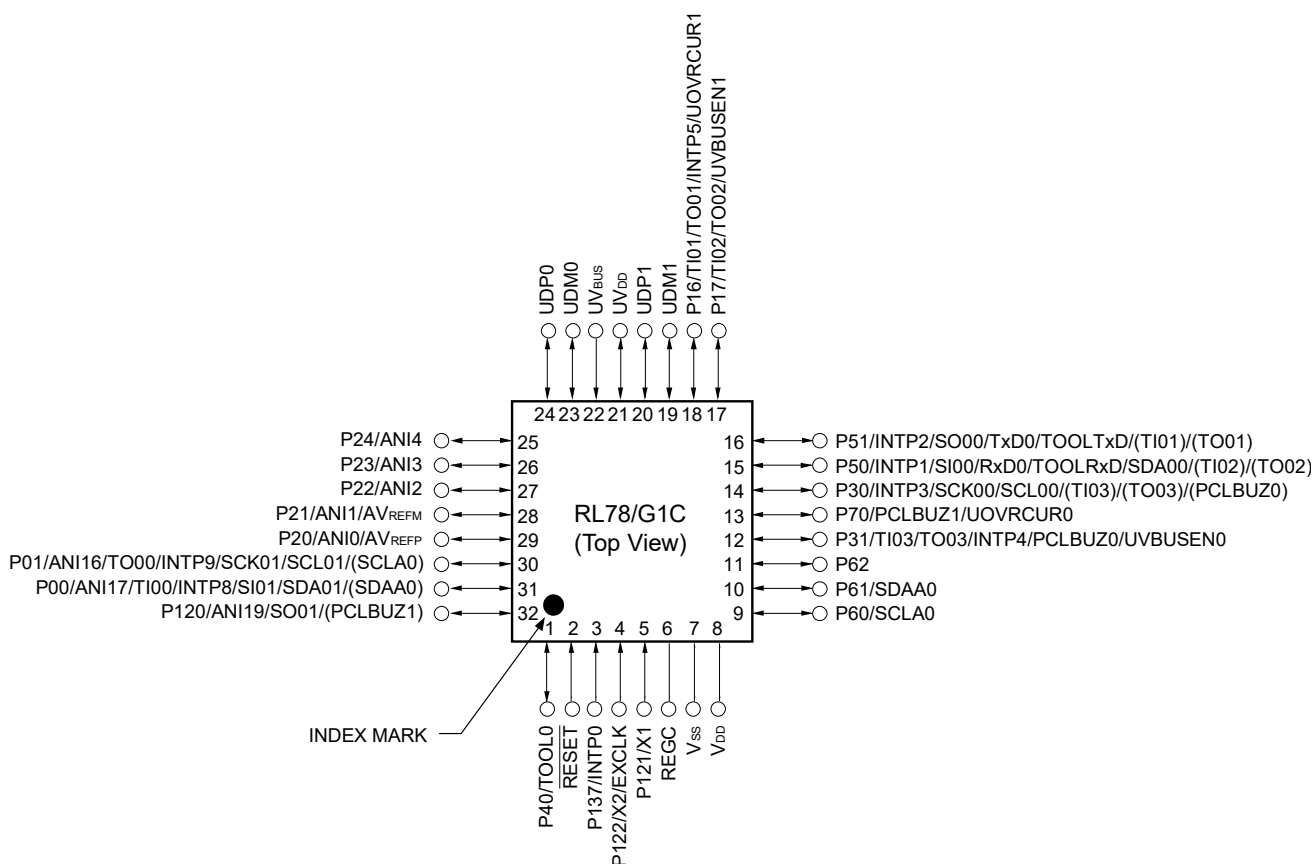 P16/TI01/TO01/INTP5/UOVRCUR1
P17/TI02/TO02/UVBUSEN1
UDP0
UDM0
UVBUS
UVDD
UDP1
UDM1
24 23 22 21 20 19 18 17
P24/ANI4 25
P23/ANI3 26
P22/ANI2 27
P21/ANI1/AVREFM 28
P20/ANI0/AVREFP 29
P01/ANI16/TO00/INTP9/SCK01/SCL01/(SCLA0) 30
P00/ANI17/TI00/INTP8/SI01/SDA01/(SDAA0) 31
P120/ANI19/SO01/(PCLBUZ1) 32
RL78/G1C
(Top View)
16 P51/INTP2/SO00/TxD0/TOOLTxD/(TI01)/(TO01)
15 P50/INTP1/SI00/RxD0/TOOLRxD/SDA00/(TI02)/(TO02)
14 P30/INTP3/SCK00/SCL00/(TI03)/(TO03)/(PCLBUZ0)
13 P70/PCLBUZ1/UOVRCUR0
12 P31/TI03/TO03/INTP4/PCLBUZ0/UVBUSEN0
11 P62
10 P61/SDAA0
9 P60/SCLA0
1 2 3 4 5 6 7 8
INDEX MARK
P40/TOOL0
RESET
P137/INTP0
P122/X2/EXCLK
P121/X1
REGC
VSS
VDD